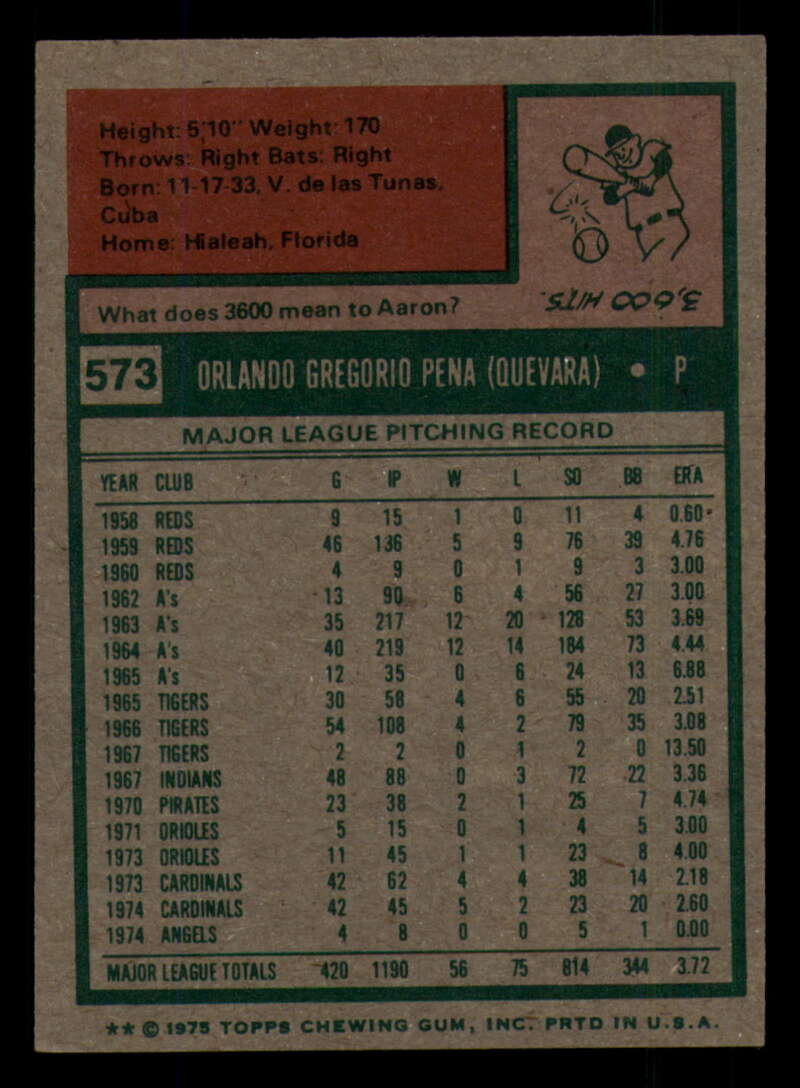 Height: 5'10" Weight: 170
Throws: Right Bats: Right
Born: 11-17-33, V. de las Tunas,
Cuba
Home: Hialeah, Florida
What does 3600 mean to Aaron?
3,600 HITS.
573 ORLANDO GREGORIO PENA (QUEVARA) • P
MAJOR LEAGUE PITCHING RECORD
YEAR CLUB G IP W L SO BB ERA
1958 REDS 9 15 1 0 11 4 0.60
1959 REDS 46 136 5 9 76 39 4.76
1960 REDS 4 9 0 1 9 3 3.00
1962 A's 13 90 6 4 56 27 3.00
1963 A's 35 217 12 20 128 53 3.69
1964 A's 40 219 12 14 184 73 4.44
1965 A's 12 35 0 6 24 13 6.88
1965 TIGERS 30 58 4 6 55 20 2.51
1966 TIGERS 54 108 4 2 79 35 3.08
1967 TIGERS 2 2 0 1 2 0 13.50
1967 INDIANS 48 88 0 3 72 22 3.36
1970 PIRATES 23 38 2 1 25 7 4.74
1971 ORIOLES 5 15 0 1 4 5 3.00
1973 ORIOLES 11 45 1 1 23 8 4.00
1973 CARDINALS 42 62 4 4 38 14 2.18
1974 CARDINALS 42 45 5 2 23 20 2.60
1974 ANGELS 4 8 0 0 5 1 0.00
MAJOR LEAGUE TOTALS 420 1190 56 75 814 344 3.72
** © 1975 TOPPS CHEWING GUM, INC. PRTD IN U.S.A.